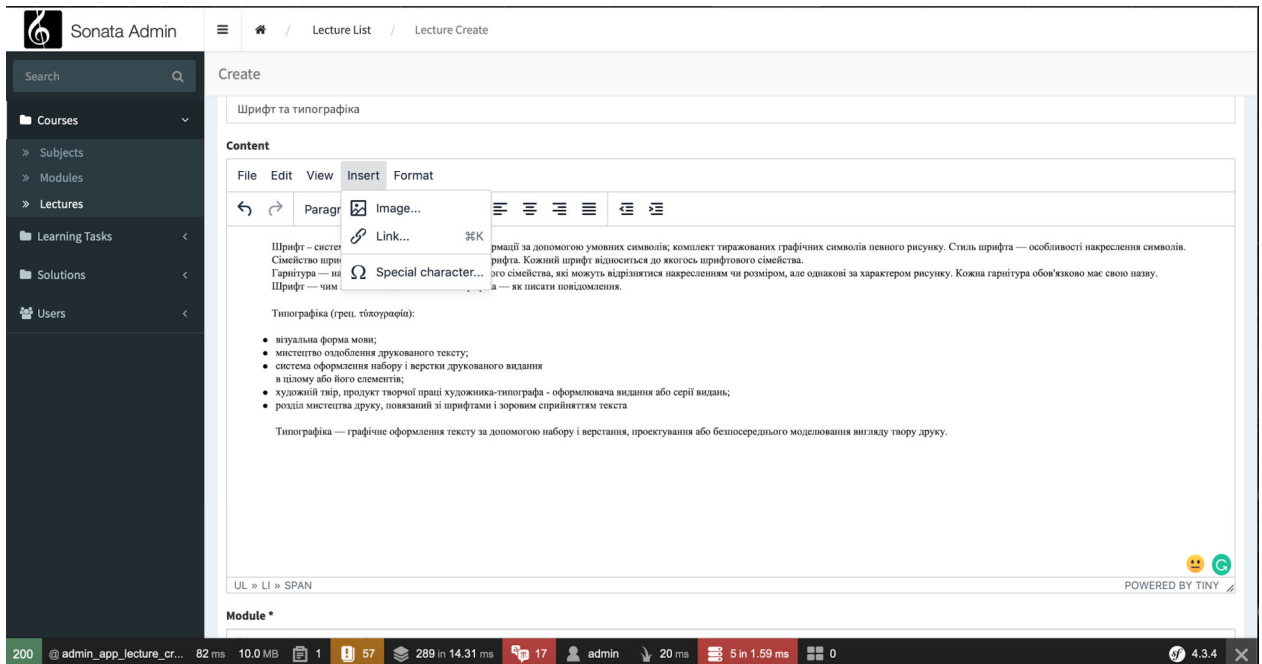 Sonata Admin
/ Lecture List / Lecture Create
Search
Create
Courses
» Subjects
» Modules
» Lectures
Learning Tasks
Solutions
Users
Шрифт та типографіка
Content
File Edit View Insert Format
Paragr
Image...
Link... ⌘K
Ω Special character...
Шрифт – систе рмації за допомогою умовних символів; комплект тиражованих графічних символів певного рисунку. Стиль шрифта — особливості накреслення символів.
Сімейство шри рифта. Кожний шрифт відноситься до якогось шрифтового сімейства.
Гарнітура — на ого сімейства, які можуть відрізнятися накресленням чи розміром, але однакові за характером рисунку. Кожна гарнітура обов'язково має свою назву.
Шрифт — чим а — як писати повідомлення.
Типографіка (грец. τύπογραφία):
● візуальна форма мови;
● мистецтво оздоблення друкованого тексту;
● система оформлення набору і верстки друкованого видання
в цілому або його елементів;
● художній твір, продукт творчої праці художника-типографа - оформлювача видання або серії видань;
● розділ мистецтва друку, повязаний зі шрифтами і зоровим сприйняттям текста
Типографіка — графічне оформлення тексту за допомогою набору і верстання, проектування або безпосереднього моделювання вигляду твору друку.
UL » LI » SPAN POWERED BY TINY
Module *
200 @ admin_app_lecture_cr... 82 ms 10.0 MB 1 57 289 in 14.31 ms 17 admin 20 ms 5 in 1.59 ms 0 4.3.4